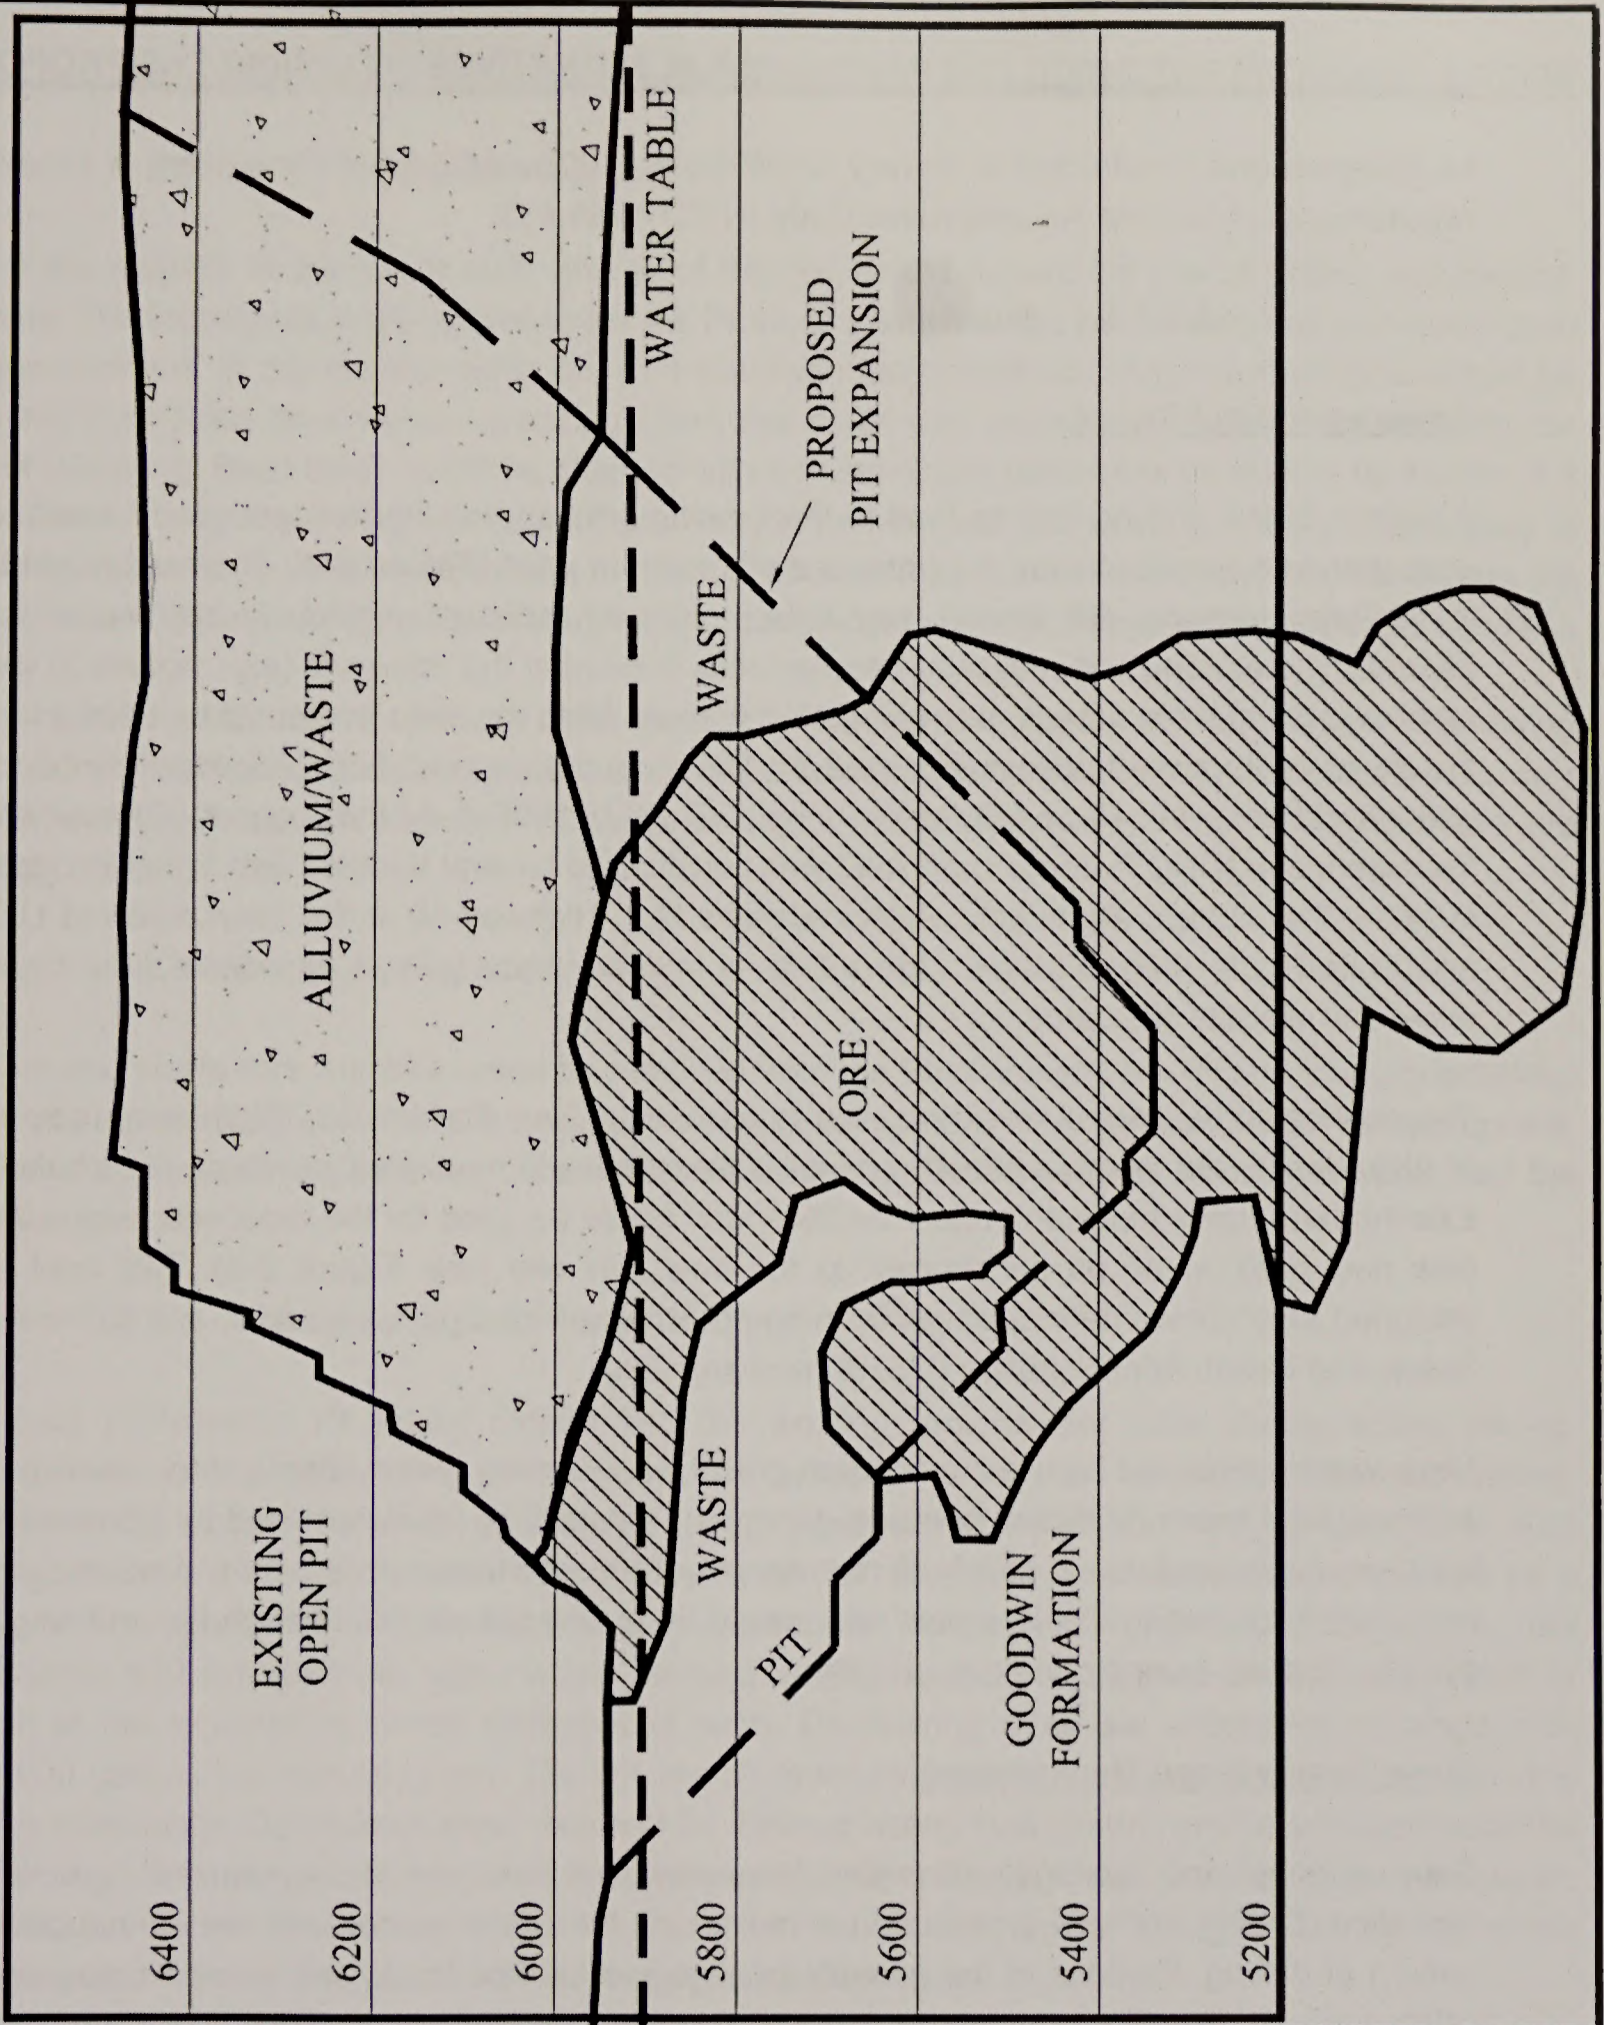 EXISTING
OPEN PIT
ALLUVIUM/WASTE
WATER TABLE
WASTE
WASTE
ORE
PROPOSED
PIT EXPANSION
PIT
GOODWIN
FORMATION
6400
6200
6000
5800
5600
5400
5200